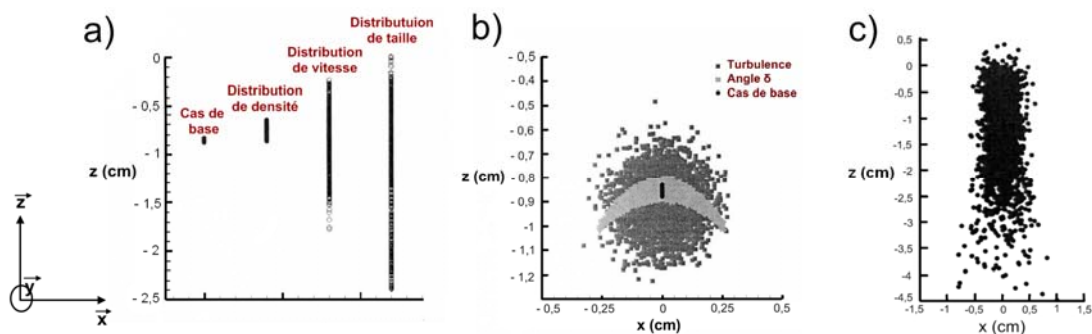 a)
Cas de
base
Distribution
de densité
Distribution
de vitesse
Distributuion
de taille
z (cm)
0
- 0,5
- 1
- 1,5
- 2
- 2,5
z
y
x
b)
Turbulence
Angle δ
Cas de base
z (cm)
- 0,4
- 0,5
- 0,6
- 0,7
- 0,8
- 0,9
- 1
- 1,1
- 1,2
- 0,5
-0,25
0
0,25
0,5
x (cm)
c)
z (cm)
0,5
0
-0,5
-1
-1,5
-2
-2,5
-3
-3,5
-4
-4,5
-1,5
-1
-0,5
0
0,5
1
1,5
x (cm)